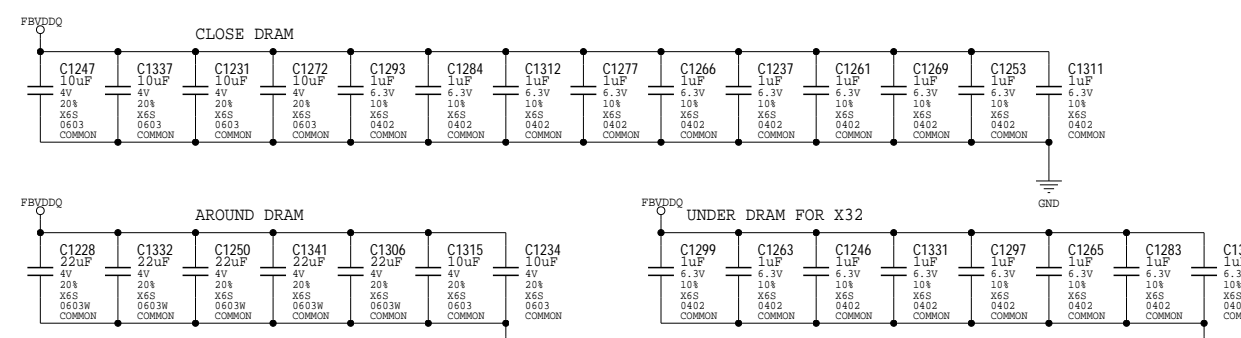 FBVDDQ
CLOSE DRAM
C1247 C1337 C1231 C1272 C1293 C1284 C1312 C1277 C1266 C1237 C1261 C1269 C1253 C1311
10uF 10uF 10uF 10uF 1uF 1uF 1uF 1uF 1uF 1uF 1uF 1uF 1uF 1uF
4V 4V 4V 4V 6.3V 6.3V 6.3V 6.3V 6.3V 6.3V 6.3V 6.3V 6.3V 6.3V
20% 20% 20% 20% 10% 10% 10% 10% 10% 10% 10% 10% 10% 10%
X6S X6S X6S X6S X6S X6S X6S X6S X6S X6S X6S X6S X6S X6S
0603 0603 0603 0603 0402 0402 0402 0402 0402 0402 0402 0402 0402 0402
COMMON COMMON COMMON COMMON COMMON COMMON COMMON COMMON COMMON COMMON COMMON COMMON COMMON COMMON
GND
FBVDDQ
AROUND DRAM
C1228 C1332 C1250 C1341 C1306 C1315 C1234
22uF 22uF 22uF 22uF 22uF 10uF 10uF
4V 4V 4V 4V 4V 4V 4V
20% 20% 20% 20% 20% 20% 20%
X6S X6S X6S X6S X6S X6S X6S
0603W 0603W 0603W 0603W 0603W 0603 0603
COMMON COMMON COMMON COMMON COMMON COMMON COMMON
FBVDDQ
UNDER DRAM FOR X32
C1299 C1263 C1246 C1331 C1297 C1265 C1283
1uF 1uF 1uF 1uF 1uF 1uF 1uF
6.3V 6.3V 6.3V 6.3V 6.3V 6.3V 6.3V
10% 10% 10% 10% 10% 10% 10% 10%
X6S X6S X6S X6S X6S X6S X6S X6S
0402 0402 0402 0402 0402 0402 0402
COMMON COMMON COMMON COMMON COMMON COMMON COMMON